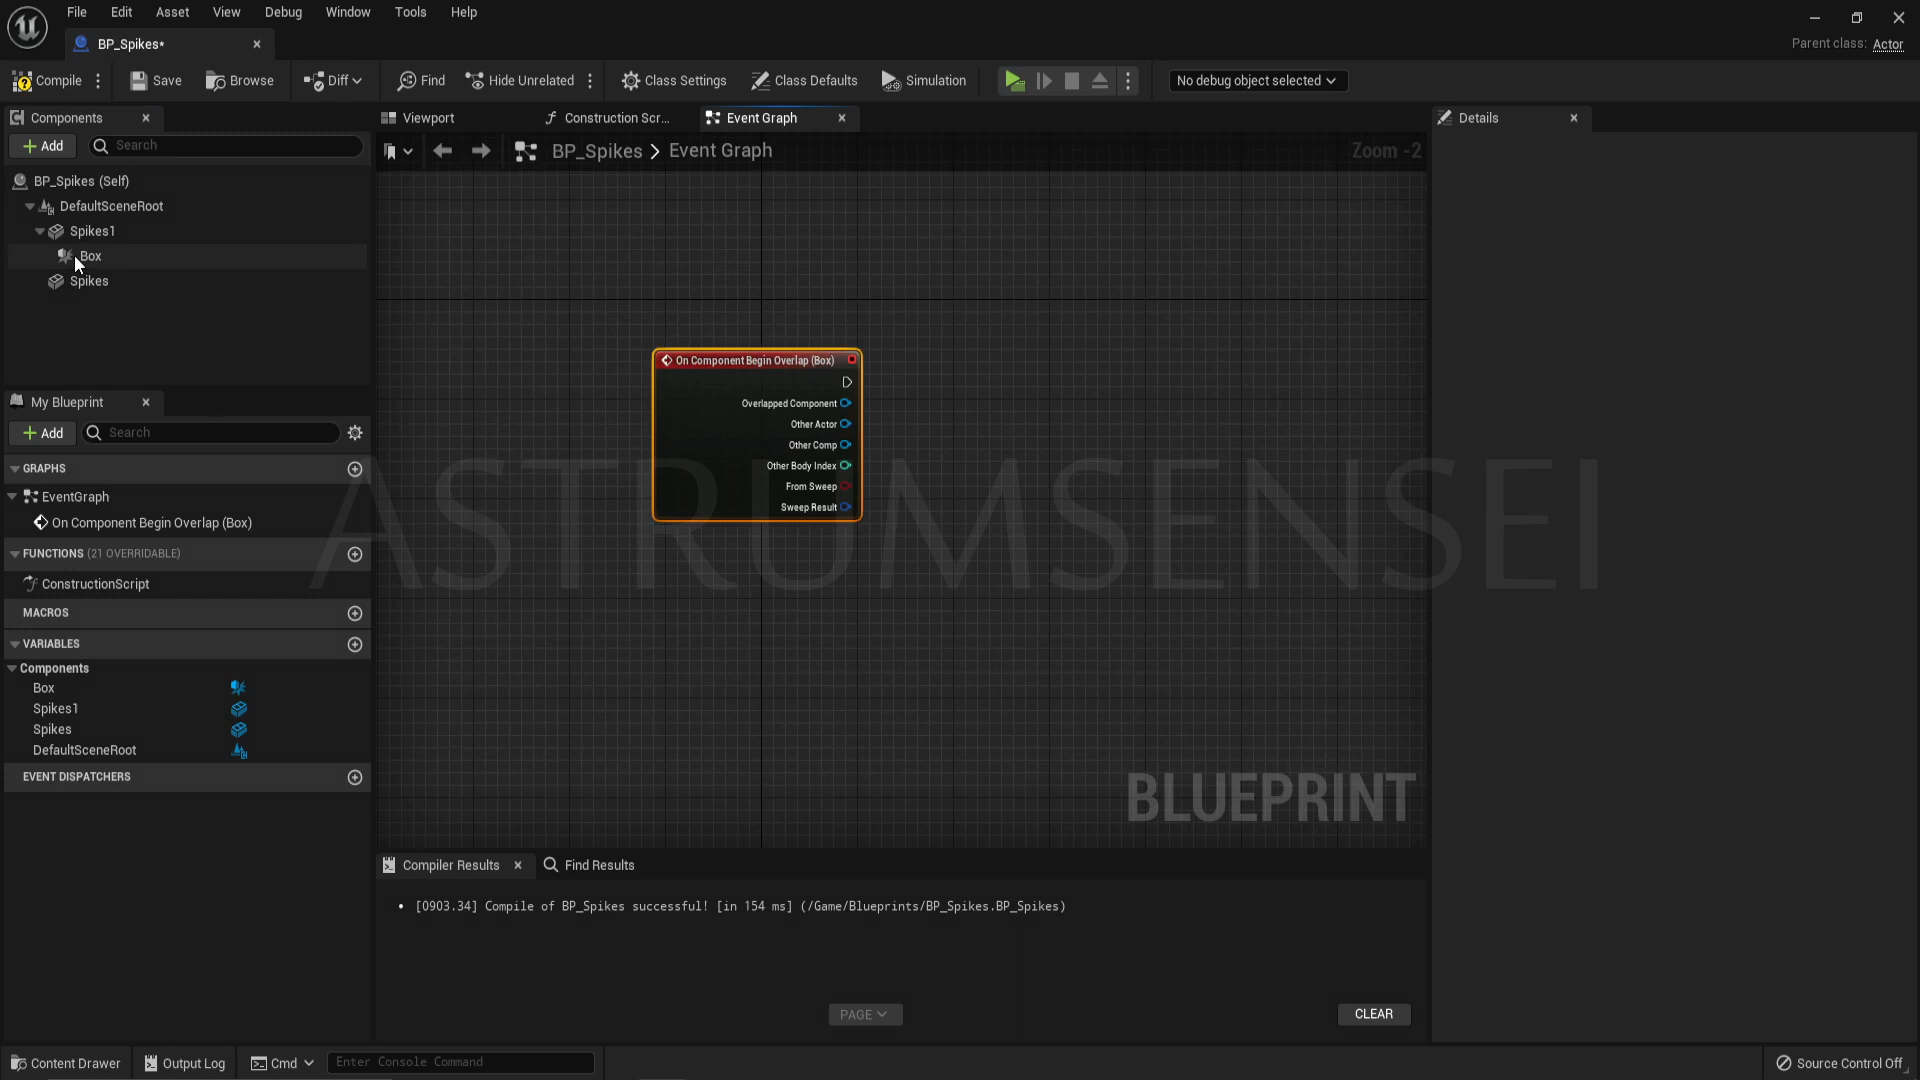 File Edit Asset View Debug Window Tools Help
BP_Spikes*
Parent class: Actor
Compile Save Browse Diff Find Hide Unrelated Class Settings Class Defaults Simulation No debug object selected
Components
Add Search
BP_Spikes (Self)
DefaultSceneRoot
Spikes1
Box
Spikes
My Blueprint
Add Search
GRAPHS
EventGraph
On Component Begin Overlap (Box)
FUNCTIONS (21 OVERRIDABLE)
ConstructionScript
MACROS
VARIABLES
Components
Box
Spikes1
Spikes
DefaultSceneRoot
EVENT DISPATCHERS
Viewport Construction Scr... Event Graph
BP_Spikes > Event Graph Zoom -2
On Component Begin Overlap (Box)
Overlapped Component
Other Actor
Other Comp
Other Body Index
From Sweep
Sweep Result
ASTRUMSENSEI
BLUEPRINT
Compiler Results Find Results
• [0903.34] Compile of BP_Spikes successful! [in 154 ms] (/Game/Blueprints/BP_Spikes.BP_Spikes)
PAGE CLEAR
Details
Content Drawer Output Log Cmd Enter Console Command Source Control Off